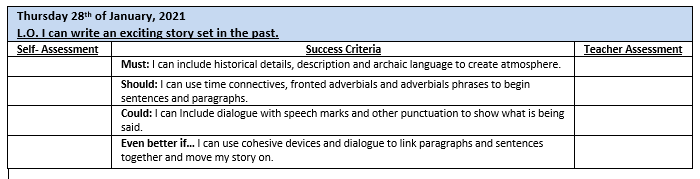 Thursday 28th of January, 2021
L.O. I can write an exciting story set in the past.
Self- Assessment Success Criteria Teacher Assessment
Must: I can include historical details, description and archaic language to create atmosphere.
Should: I can use time connectives, fronted adverbials and adverbials phrases to begin
sentences and paragraphs.
Could: I can Include dialogue with speech marks and other punctuation to show what is being
said.
Even better if... I can use cohesive devices and dialogue to link paragraphs and sentences
together and move my story on.